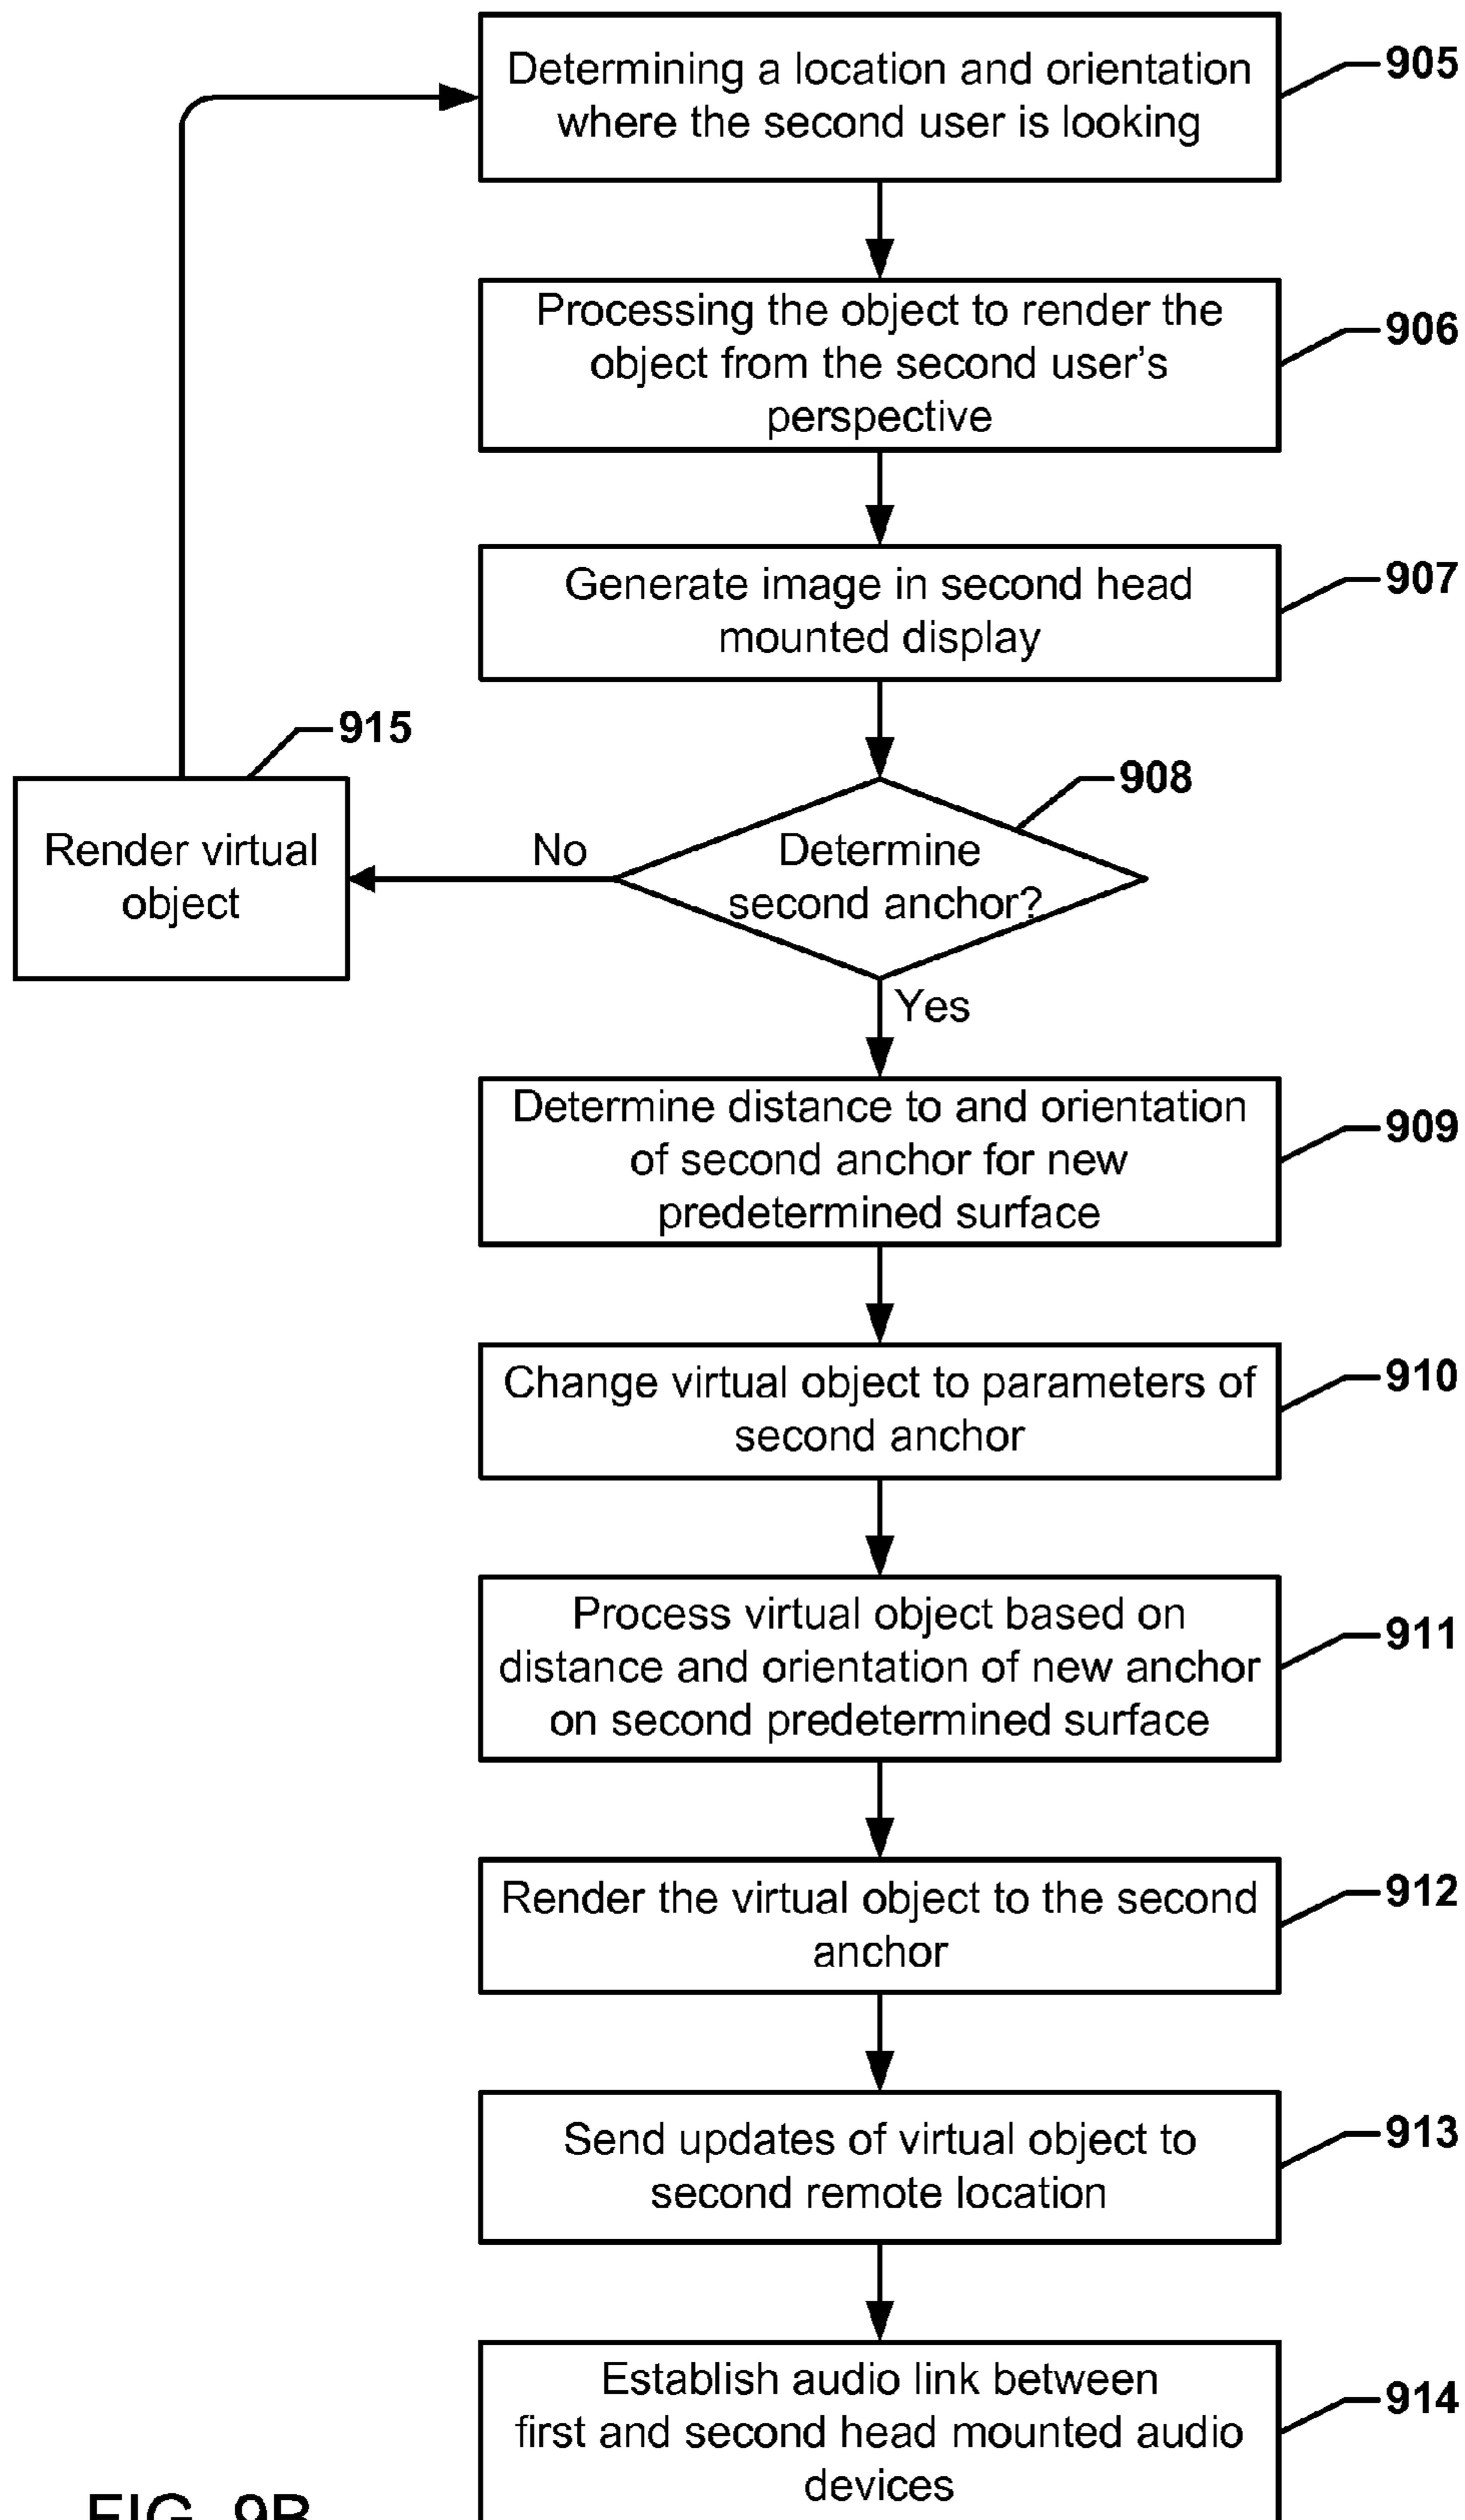 Determining a location and orientation
where the second user is looking
905
Processing the object to render the
object from the second user's
perspective
906
Generate image in second head
mounted display
907
915
Render virtual
object
No
908
Determine
second anchor?
Yes
Determine distance to and orientation
of second anchor for new
predetermined surface
909
Change virtual object to parameters of
second anchor
910
Process virtual object based on
distance and orientation of new anchor
on second predetermined surface
911
Render the virtual object to the second
anchor
912
Send updates of virtual object to
second remote location
913
Establish audio link between
first and second head mounted audio
devices
914
FIG. 9B